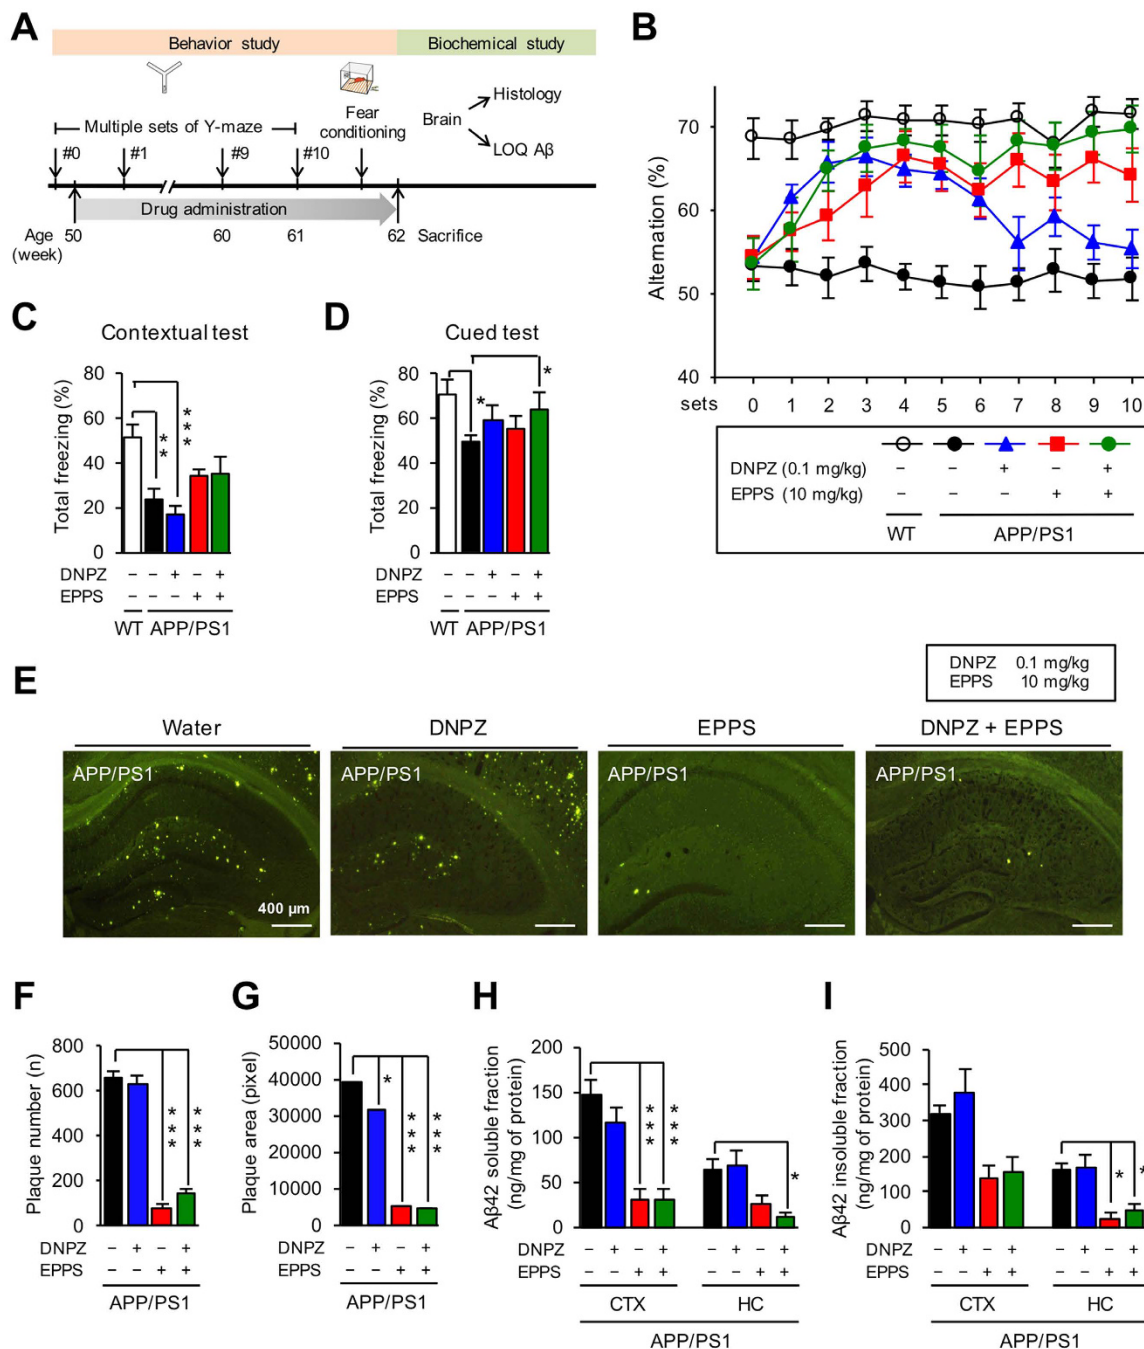 A
Behavior study
Biochemical study
Multiple sets of Y-maze
Fear
conditioning
Brain
Histology
LOQ Aβ
#0
#1
#9
#10
Drug administration
Age
(week)
50
60
61
62
Sacrifice
B
Alternation (%)
70
60
50
40
sets
0 1 2 3 4 5 6 7 8 9 10
DNPZ (0.1 mg/kg) – – + – +
EPPS (10 mg/kg) – – – + +
WT
APP/PS1
C
Contextual test
Total freezing (%)
80
60
40
20
0
* *
* * *
DNPZ – – + – +
EPPS – – – + +
WT APP/PS1
D
Cued test
Total freezing (%)
80
60
40
20
0
*
*
DNPZ – – + – +
EPPS – – – + +
WT APP/PS1
DNPZ 0.1 mg/kg
EPPS 10 mg/kg
E
Water
DNPZ
EPPS
DNPZ + EPPS
APP/PS1
APP/PS1
APP/PS1
APP/PS1
400 µm
F
Plaque number (n)
800
600
400
200
0
* * *
* * *
DNPZ – + – +
EPPS – – + +
APP/PS1
G
Plaque area (pixel)
50000
40000
30000
20000
10000
0
*
* * *
* * *
DNPZ – + – +
EPPS – – + +
APP/PS1
H
Aβ42 soluble fraction
(ng/mg of protein)
200
150
100
50
0
* * *
* * *
*
DNPZ – + – + – + – +
EPPS – – + + – – + +
CTX HC
APP/PS1
I
Aβ42 insoluble fraction
(ng/mg of protein)
500
400
300
200
100
0
*
*
DNPZ – + – + – + – +
EPPS – – + + – – + +
CTX HC
APP/PS1